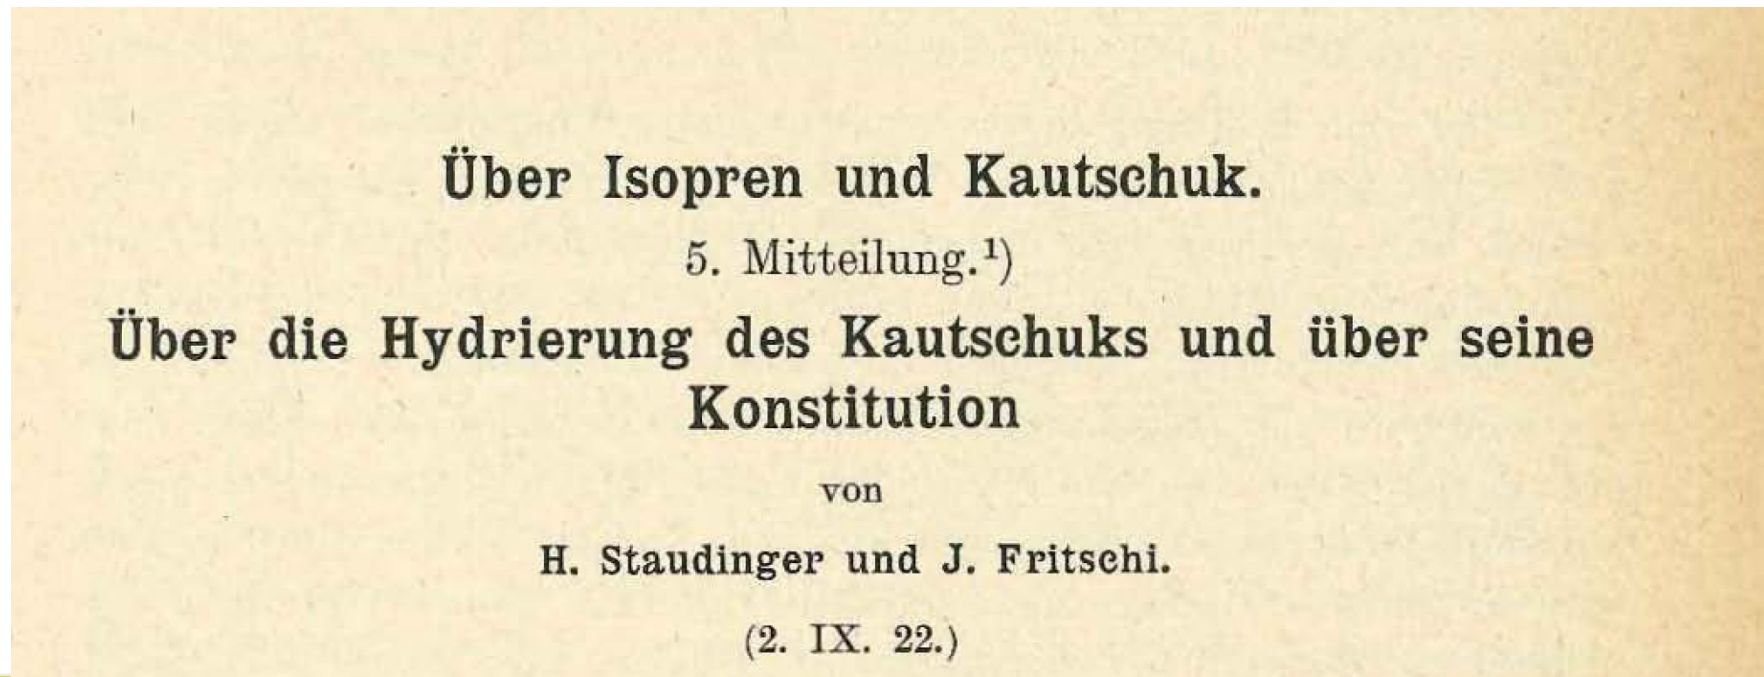 Über Isopren und Kautschuk.
5. Mitteilung.¹)
Über die Hydrierung des Kautschuks und über seine
Konstitution
von
H. Staudinger und J. Fritschi.
(2. IX. 22.)